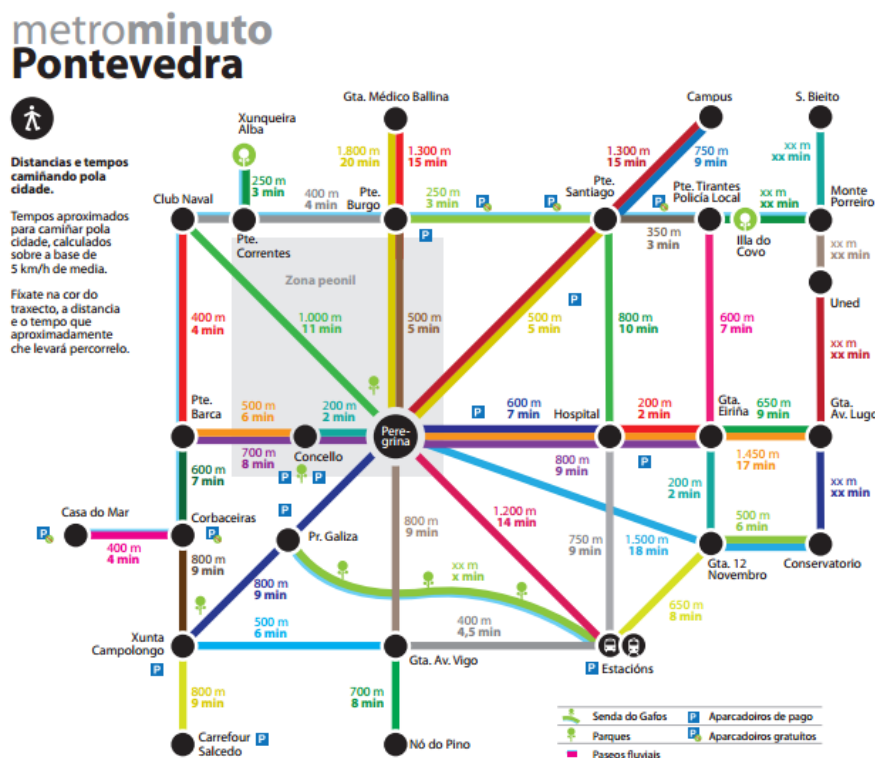 metrominuto
Pontevedra
Distancias e tempos
camiñando pola
cidade.
Tempos aproximados
para camiñar pola
cidade, calculados
sobre a base de
5 km/h de media.
Fíxate na cor do
traxecto, a distancia
e o tempo que
aproximadamente
che levará percorrelo.
Xunqueira
Alba
250 m
3 min
Gta. Médico Ballina
1.800 m
20 min
1.300 m
15 min
Campus
1.300 m
15 min
750 m
9 min
S. Bieito
xx m
xx min
Club Naval
400 m
4 min
Pte.
Burgo
P
250 m
3 min
P
P
Pte.
Santiago
P
Pte. Tirantes
Policía Local
xx m
xx min
Monte
Porreiro
Pte.
Correntes
350 m
3 min
Illa do
Covo
xx m
xx min
Zona peonil
Uned
400 m
4 min
1.000 m
11 min
500 m
5 min
500 m
5 min
P
800 m
10 min
600 m
7 min
xx m
xx min
Pte.
Barca
500 m
6 min
200 m
2 min
Pere-
grina
P
600 m
7 min
Hospital
200 m
2 min
Gta.
Eiriña
650 m
9 min
Gta.
Av. Lugo
700 m
8 min
Concello
P
P
800 m
9 min
P
1.450 m
17 min
600 m
7 min
200 m
2 min
xx m
xx min
Casa do Mar
P
400 m
4 min
Corbaceiras
P
P
Pr. Galiza
800 m
9 min
1.200 m
14 min
750 m
9 min
1.500 m
18 min
500 m
6 min
Gta. 12
Novembro
Conservatorio
800 m
9 min
800 m
9 min
xx m
x min
650 m
8 min
Xunta
Campolongo
P
500 m
6 min
400 m
4,5 min
Gta. Av. Vigo
P
Estacións
800 m
9 min
700 m
8 min
Carrefour
Salcedo
P
Nó do Pino
Senda do Gafos
P
Aparcadoiros de pago
Parques
P
Aparcadoiros gratuítos
Paseos fluviais